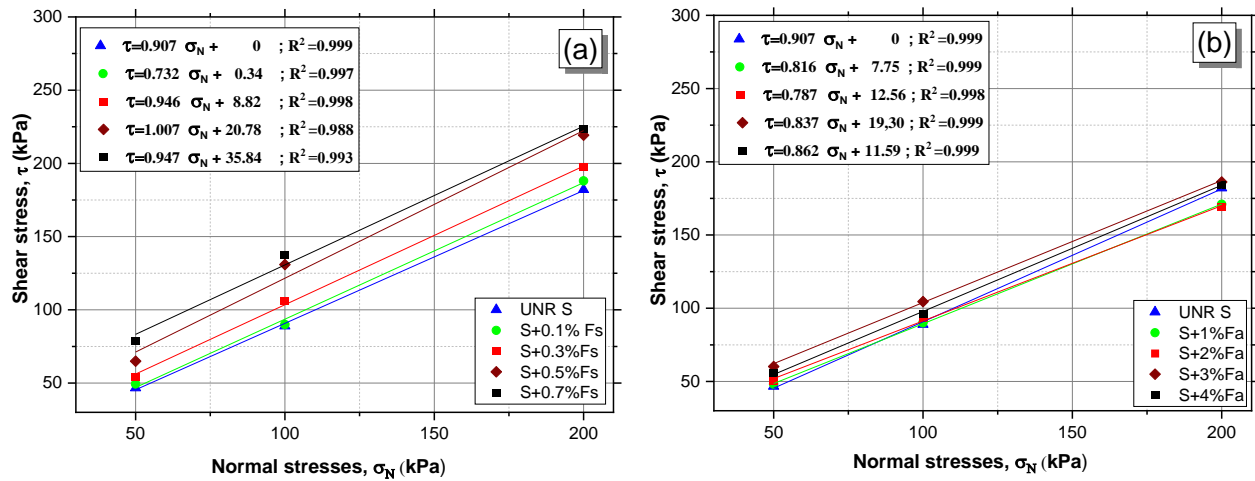 300
250
200
150
100
50
Shear stress, τ (kPa)
(a)
τ=0.907 σN + 0 ; R²=0.999
τ=0.732 σN + 0.34 ; R²=0.997
τ=0.946 σN + 8.82 ; R²=0.998
τ=1.007 σN + 20.78 ; R²=0.988
τ=0.947 σN + 35.84 ; R²=0.993
UNR S
S+0.1% Fs
S+0.3%Fs
S+0.5%Fs
S+0.7%Fs
50 100 150 200
Normal stresses, σN (kPa)
300
250
200
150
100
50
Shear stress, τ (kPa)
(b)
τ=0.907 σN + 0 ; R²=0.999
τ=0.816 σN + 7.75 ; R²=0.999
τ=0.787 σN + 12.56 ; R²=0.998
τ=0.837 σN + 19,30 ; R²=0.999
τ=0.862 σN + 11.59 ; R²=0.999
UNR S
S+1%Fa
S+2%Fa
S+3%Fa
S+4%Fa
50 100 150 200
Normal stresses, σN (kPa)